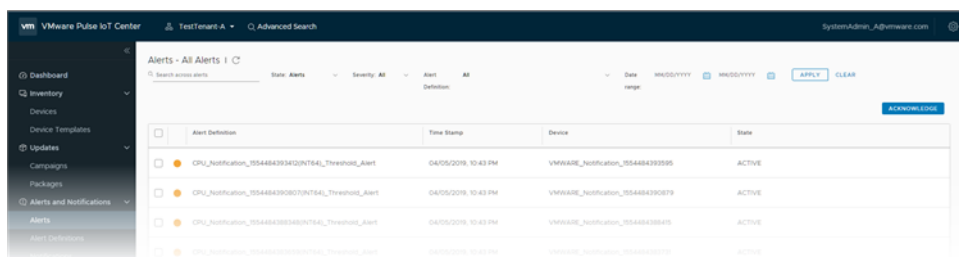 vm VMware Pulse IoT Center TestTenant-A Advanced Search SystemAdmin_A@vmware.com
Alerts - All Alerts
Search across alerts State: Alerts Severity: All Alert Definition: All Date range: MM/DD/YYYY MM/DD/YYYY APPLY CLEAR
Dashboard
Inventory
Devices
Device Templates
Updates
Campaigns
Packages
Alerts and Notifications
Alerts
Alert Definitions
ACKNOWLEDGE
Alert Definition Time Stamp Device State
CPU_Notification_1554484393412(INT64)_Threshold_Alert 04/05/2019, 10:43 PM VMWARE_Notification_1554484393595 ACTIVE
CPU_Notification_1554484390807(INT64)_Threshold_Alert 04/05/2019, 10:43 PM VMWARE_Notification_1554484390879 ACTIVE
04/05/2019, 10:43 PM ACTIVE